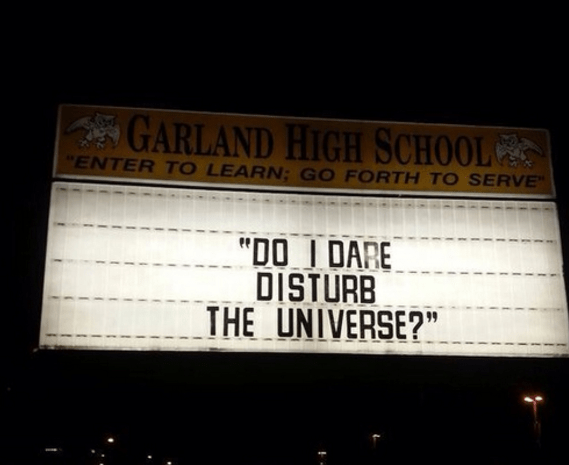 GARLAND HIGH SCHOOL
"ENTER TO LEARN; GO FORTH TO SERVE"
"DO I DARE
DISTURB
THE UNIVERSE?"